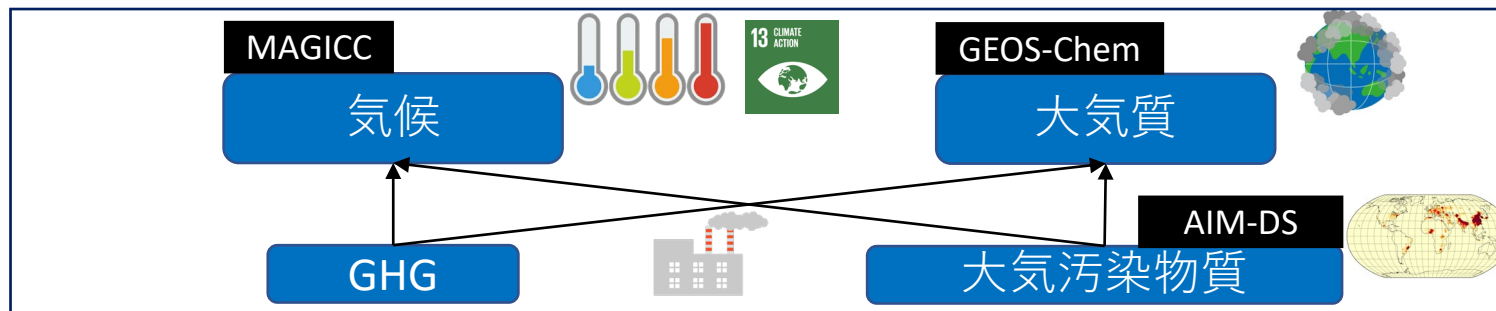 MAGICC
気候
13 CLIMATE
ACTION
GEOS-Chem
大気質
GHG
AIM-DS
大気汚染物質